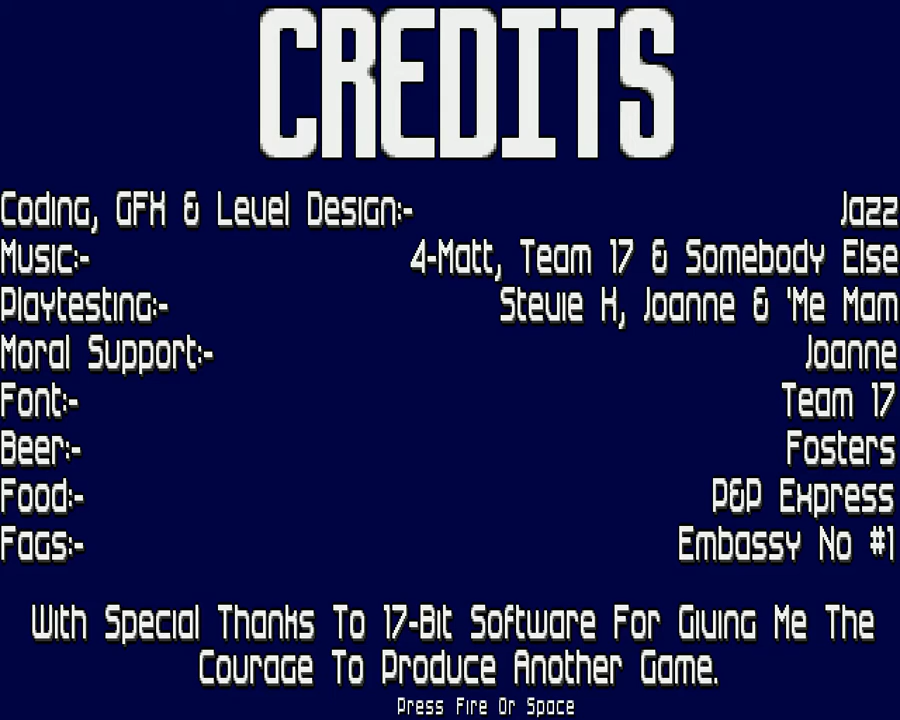 CREDITS
Coding, GFX & Level Design:- Jazz
Music:- 4-Matt, Team 17 & Somebody Else
Playtesting:- Stevie H, Joanne & 'Me Mam
Moral Support:- Joanne
Font:- Team 17
Beer:- Fosters
Food:- P&P Express
Fags:- Embassy No #1
With Special Thanks To 17-Bit Software For Giving Me The
Courage To Produce Another Game.
Press Fire Or Space